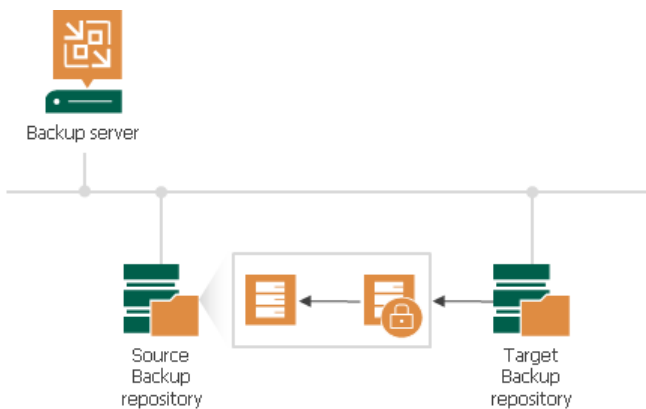 Backup server
Source
Backup
repository
Target
Backup
repository